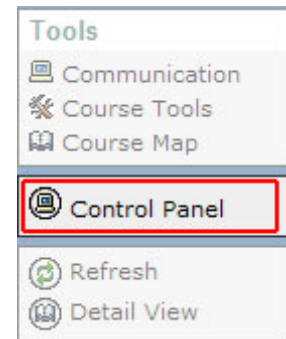 Tools
Communication
Course Tools
Course Map
Control Panel
Refresh
Detail View